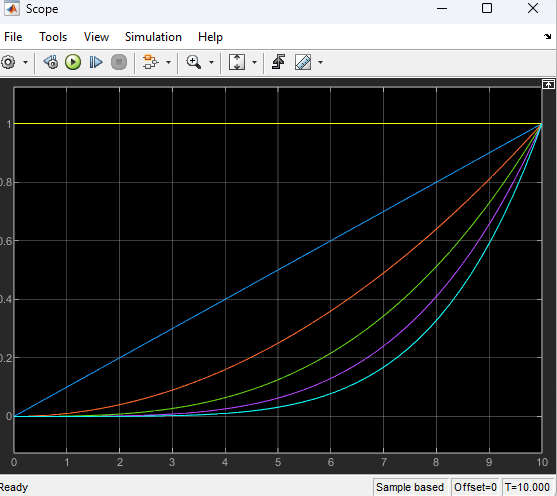 Scope
File Tools View Simulation Help
1
0.8
0.6
0.4
0.2
0
0 1 2 3 4 5 6 7 8 9 10
Ready Sample based Offset=0 T=10.000